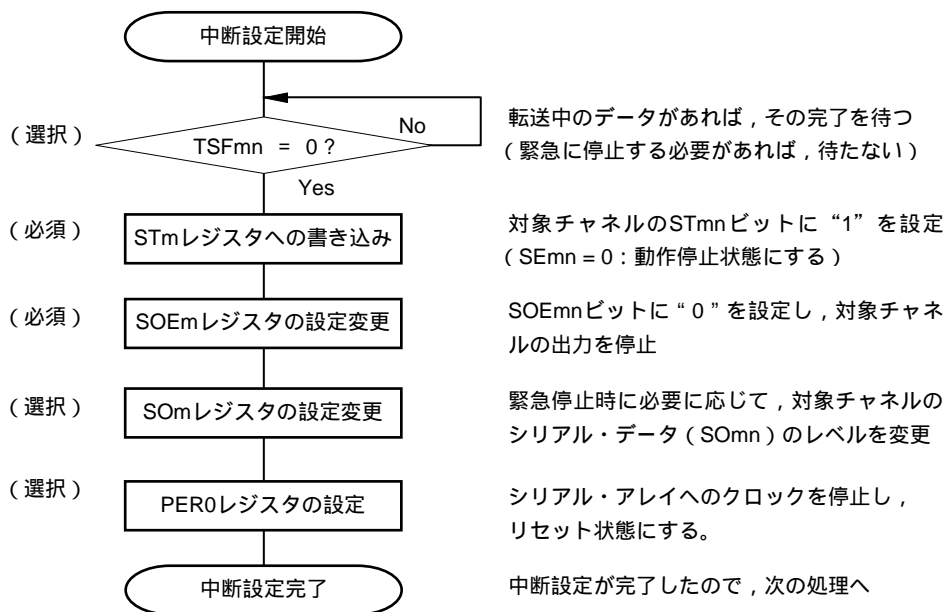 中断設定開始
(選択)
TSFmn = 0?
No
転送中のデータがあれば,その完了を待つ
(緊急に停止する必要があれば,待たない)
Yes
(必須)
STmレジスタへの書き込み
対象チャネルのSTmnビットに“1”を設定
(SEmn = 0:動作停止状態にする)
(必須)
SOEmレジスタの設定変更
SOEmnビットに“0”を設定し,対象チャネ
ルの出力を停止
(選択)
SOmレジスタの設定変更
緊急停止時に必要に応じて,対象チャネルの
シリアル・データ(SOmn)のレベルを変更
(選択)
PER0レジスタの設定
シリアル・アレイへのクロックを停止し,
リセット状態にする。
中断設定完了
中断設定が完了したので,次の処理へ